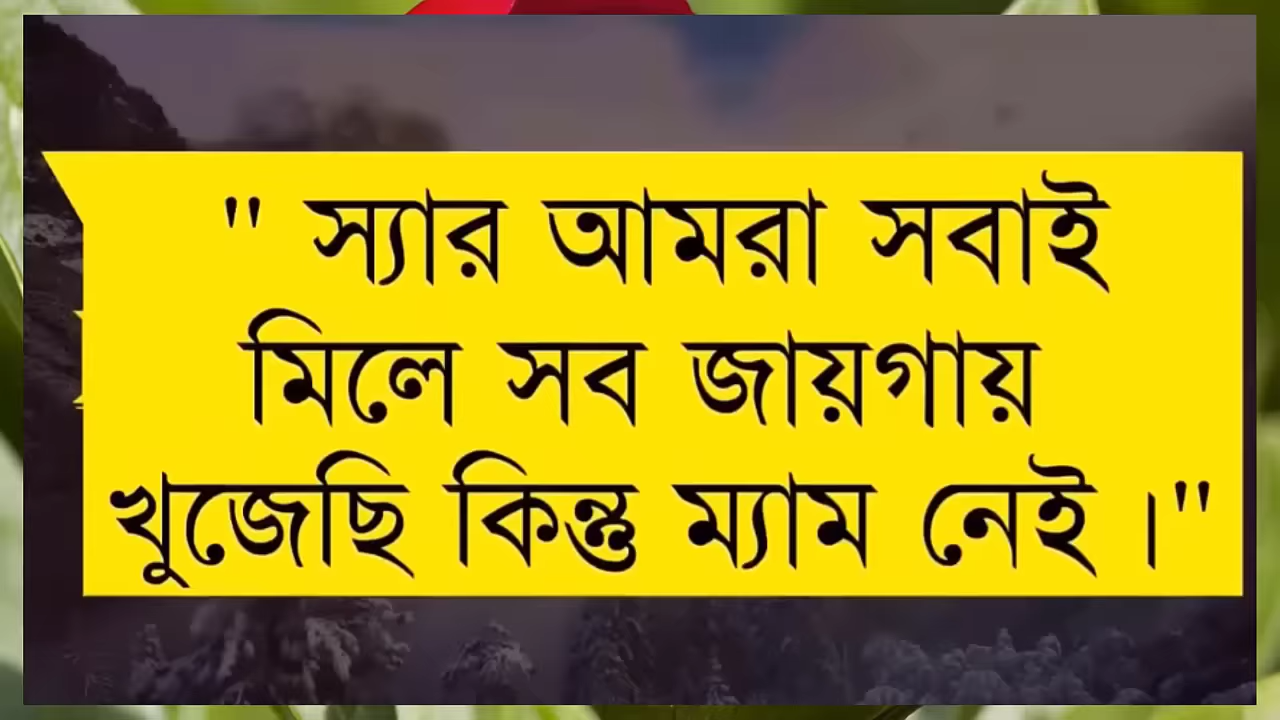 " স্যার আমরা সবাই
মিলে সব জায়গায়
খুজেছি কিন্তু ম্যাম নেই ।"